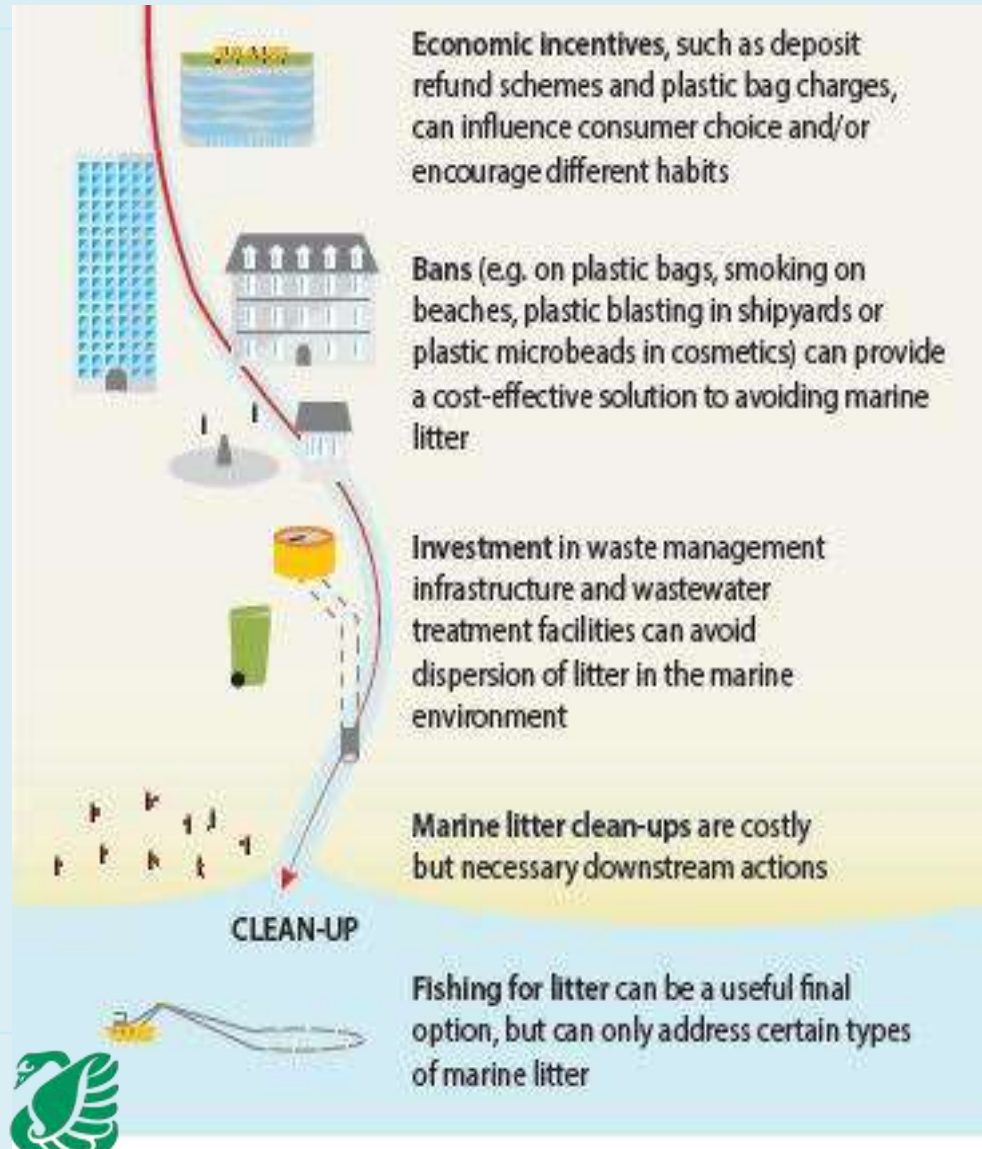 Economic incentives, such as deposit
refund schemes and plastic bag charges,
can influence consumer choice and/or
encourage different habits
Bans (e.g. on plastic bags, smoking on
beaches, plastic blasting in shipyards or
plastic microbeads in cosmetics) can provide
a cost-effective solution to avoiding marine
litter
Investment in waste management
infrastructure and wastewater
treatment facilities can avoid
dispersion of litter in the marine
environment
Marine litter clean-ups are costly
but necessary downstream actions
CLEAN-UP
Fishing for litter can be a useful final
option, but can only address certain types
of marine litter